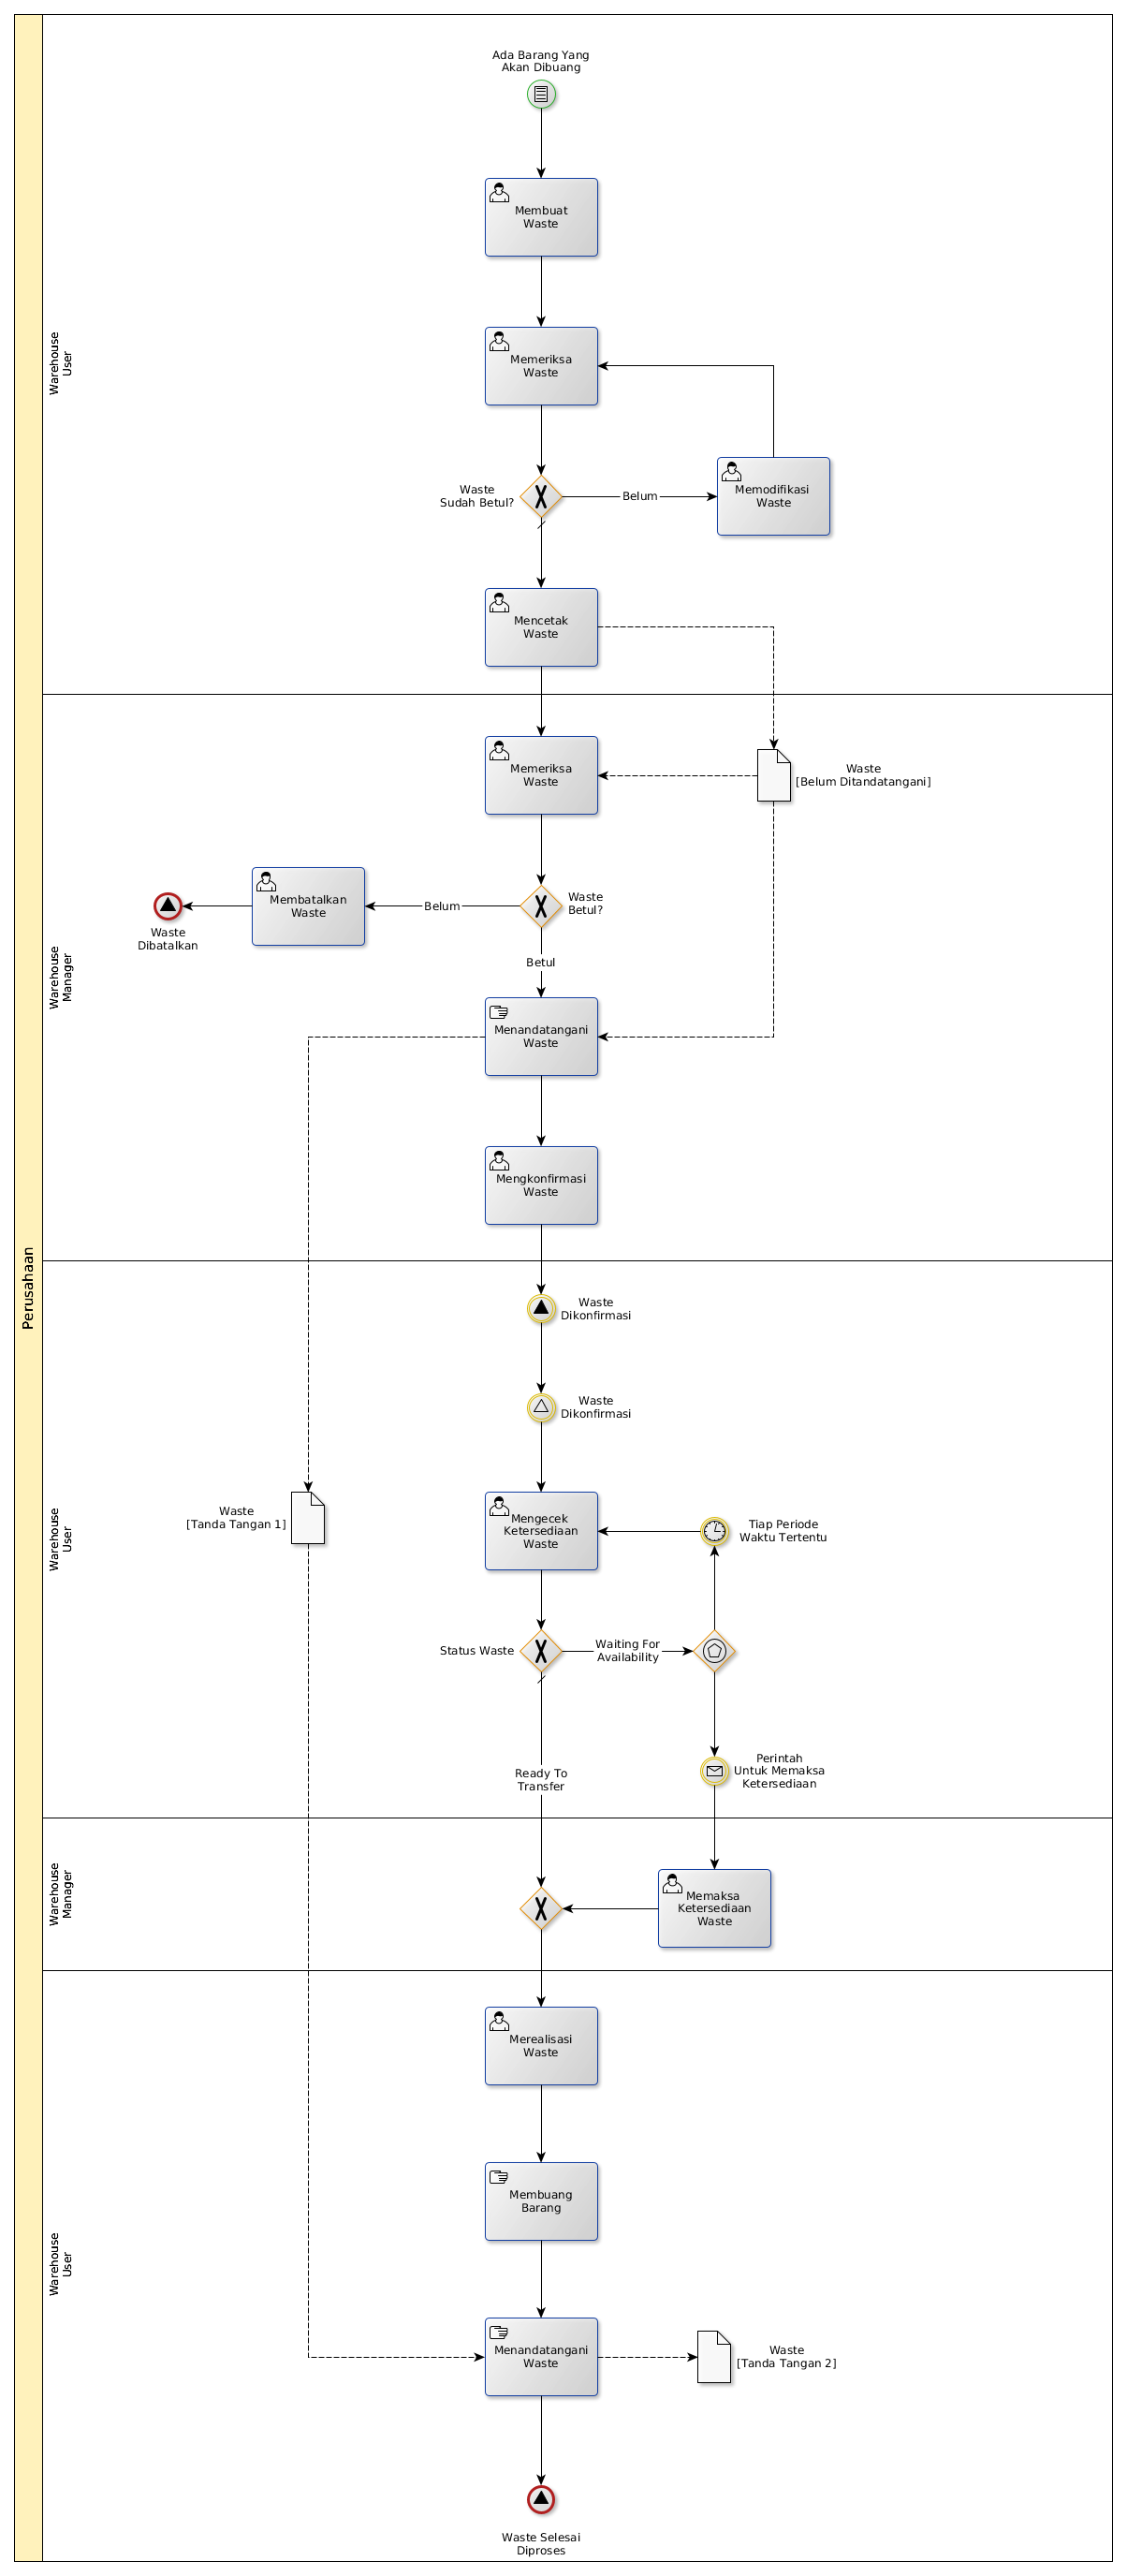 Ada Barang Yang
Akan Dibuang
Membuat
Waste
Warehouse
User
Memeriksa
Waste
Waste
Sudah Betul?
Belum
Memodifikasi
Waste
Mencetak
Waste
Memeriksa
Waste
Waste
[Belum Ditandatangani]
Waste
Dibatalkan
Membatalkan
Waste
Belum
Waste
Betul?
Betul
Warehouse
Manager
Menandatangani
Waste
Mengkonfirmasi
Waste
Perusahaan
Waste
Dikonfirmasi
Waste
Dikonfirmasi
Warehouse
User
Waste
[Tanda Tangan 1]
Mengecek
Ketersediaan
Waste
Tiap Periode
Waktu Tertentu
Status Waste
Waiting For
Availability
Ready To
Transfer
Perintah
Untuk Memaksa
Ketersediaan
Warehouse
Manager
Memaksa
Ketersediaan
Waste
Merealisasi
Waste
Membuang
Barang
Warehouse
User
Menandatangani
Waste
Waste
[Tanda Tangan 2]
Waste Selesai
Diproses